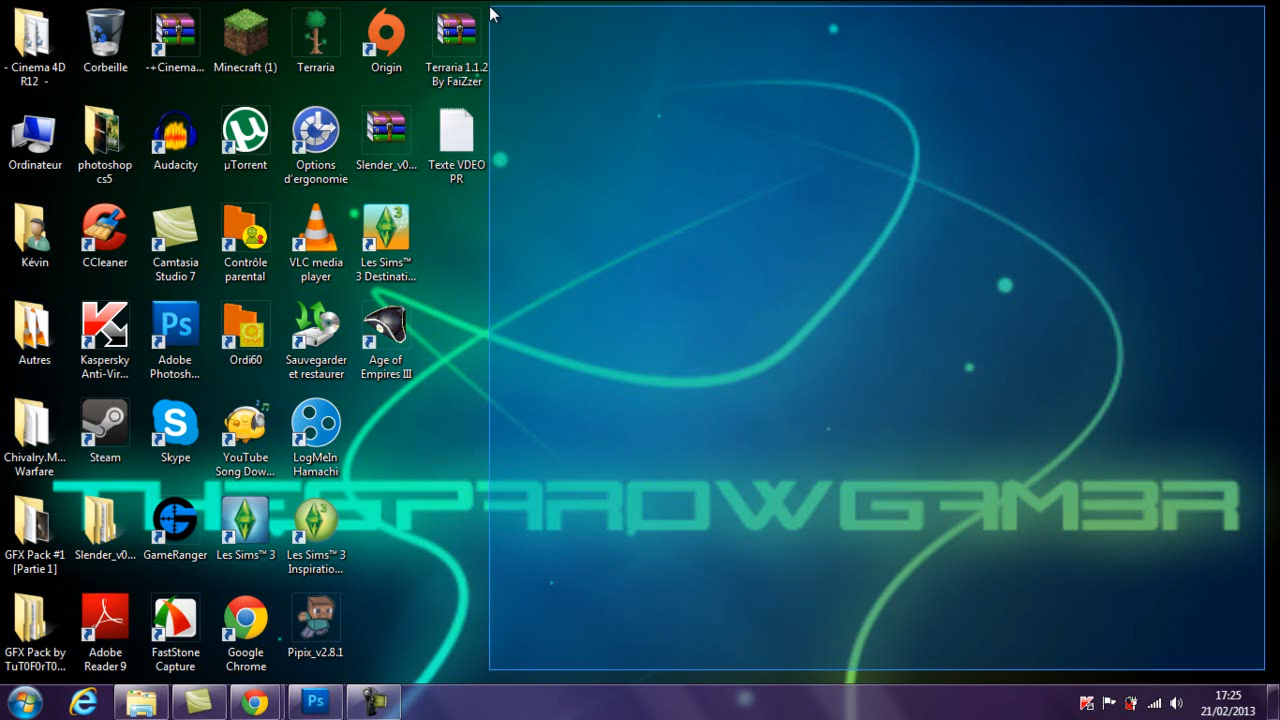 - Cinema 4D
R12 -
Corbeille
-+Cinema...
Minecraft (1)
Terraria
Origin
Terraria 1.1.2
By FaiZzer
Ordinateur
photoshop
cs5
Audacity
µTorrent
Options
d'ergonomie
Slender_v0...
Texte VDEO
PR
Kévin
CCleaner
Camtasia
Studio 7
Contrôle
parental
VLC media
player
Les Sims™
3 Destinati...
Autres
Kaspersky
Anti-Vir...
Ps
Adobe
Photosh...
Ordi60
Sauvegarder
et restaurer
Age of
Empires III
Chivalry.M...
Warfare
Steam
Skype
YouTube
Song Dow...
LogMeIn
Hamachi
THESPAROWGAM3R
GFX Pack #1
[Partie 1]
Slender_v0...
GameRanger
Les Sims™ 3
Les Sims™ 3
Inspiratio...
GFX Pack by
TuT0F0rT0...
Adobe
Reader 9
FastStone
Capture
Google
Chrome
Pipix_v2.8.1
Ps
17:25
21/02/2013